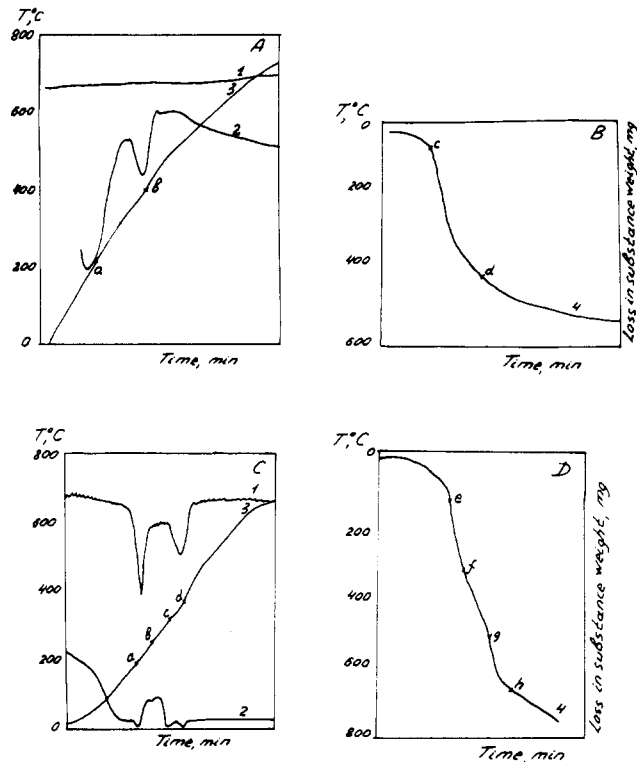 T,°C
800
600
400
200
0
A
1
3
2
a
b
Time, min
T,°C
0
200
400
600
B
c
d
4
Time, min
Loss in substance weight, mg
T,°C
800
600
400
200
0
C
1
3
d
c
b
a
2
Time, min
T,°C
0
200
400
600
800
D
e
f
g
h
4
Time, min
Loss in substance weight, mg